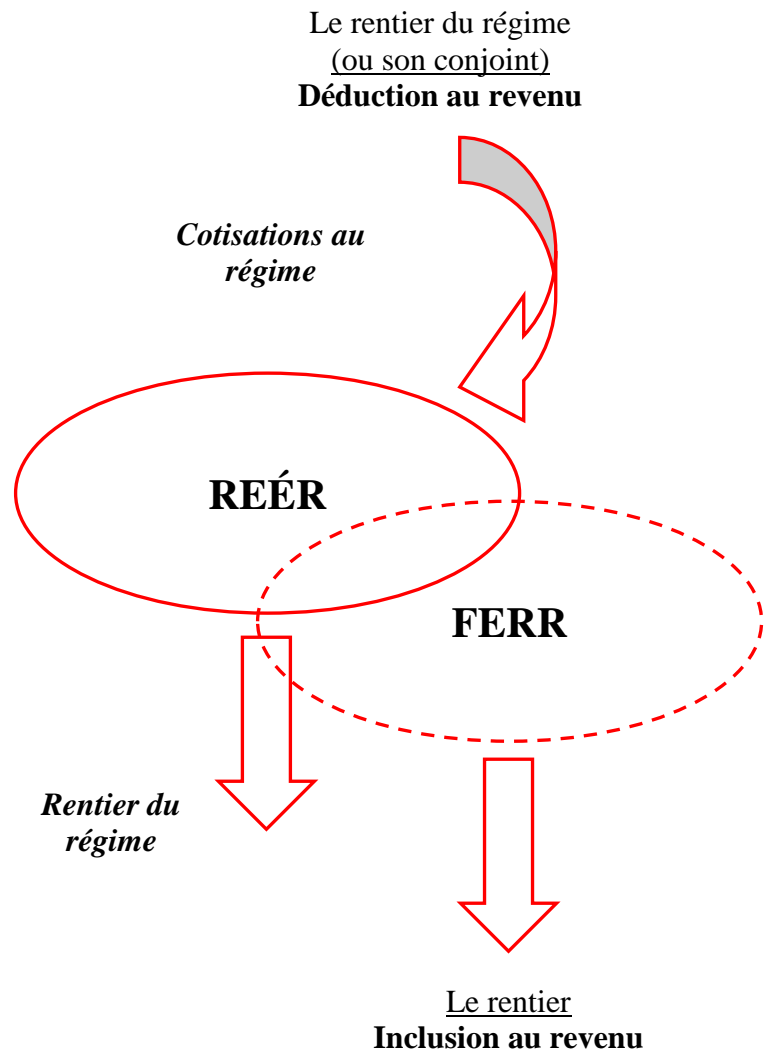 Le rentier du régime
(ou son conjoint)
Déduction au revenu
Cotisations au
régime
REÉR
FERR
Rentier du
régime
Le rentier
Inclusion au revenu